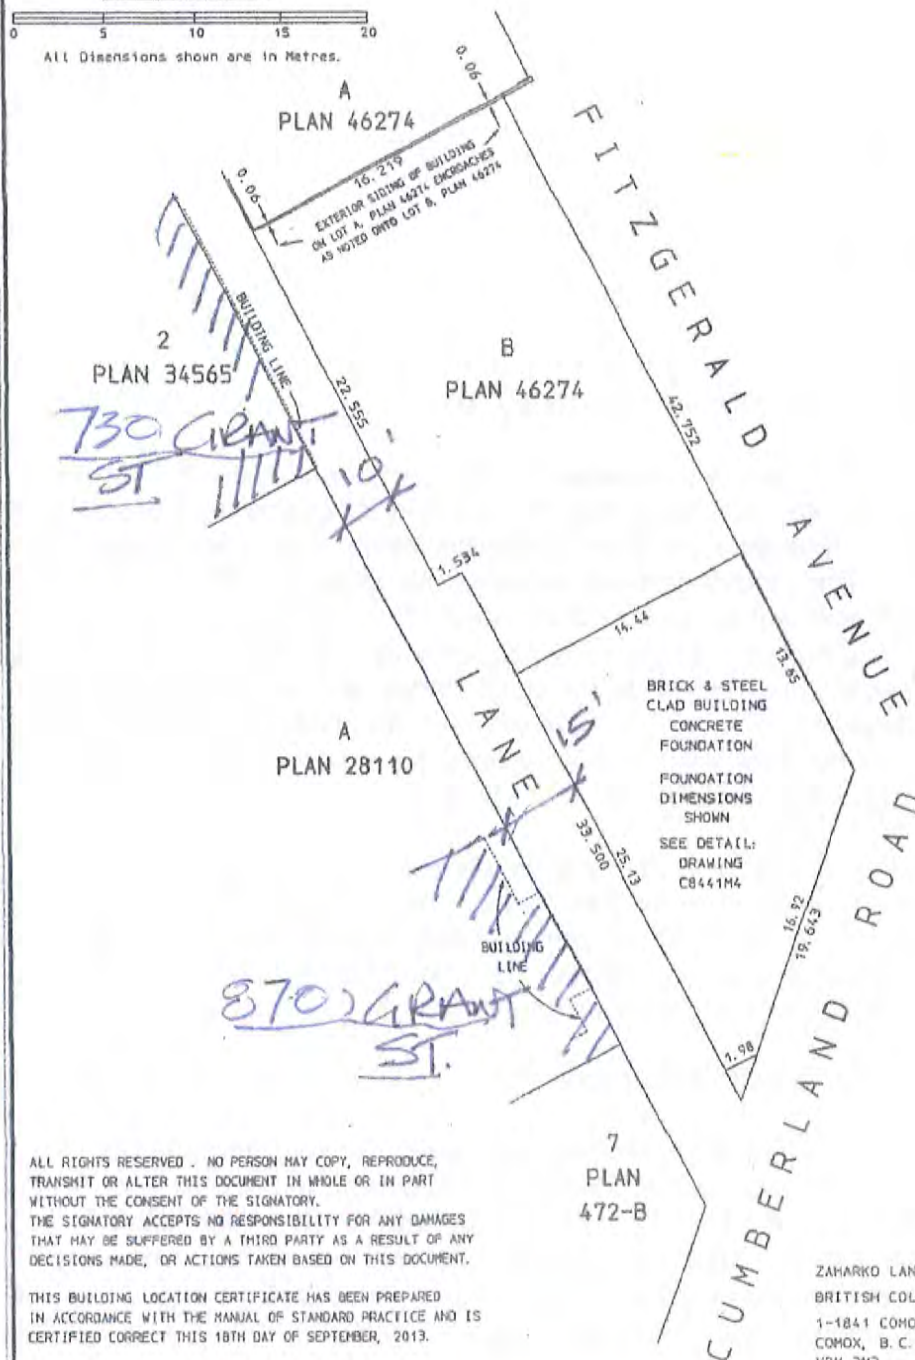 0 5 10 15 20
All Dimensions shown are in Metres.
A
PLAN 46274
0.06
16.219
0.06
EXTERIOR SIDING OF BUILDING
ON LOT A, PLAN 46274 ENCROACHES
AS NOTED ONTO LOT B, PLAN 46274
FITZGERALD AVENUE
2
PLAN 34565
BUILDING LINE
730 GRANT
ST
22.555
10'
B
PLAN 46274
42.752
1.534
14.44
13.65
LANE
15'
A
PLAN 28110
BRICK & STEEL
CLAD BUILDING
CONCRETE
FOUNDATION
FOUNDATION
DIMENSIONS
SHOWN
SEE DETAIL:
DRAWING
C8441M4
33.500
25.13
16.92
19.643
BUILDING
LINE
870 GRANT
ST.
1.98
CUMBERLAND ROAD
7
PLAN
472-B
ALL RIGHTS RESERVED . NO PERSON MAY COPY, REPRODUCE,
TRANSMIT OR ALTER THIS DOCUMENT IN WHOLE OR IN PART
WITHOUT THE CONSENT OF THE SIGNATORY.
THE SIGNATORY ACCEPTS NO RESPONSIBILITY FOR ANY DAMAGES
THAT MAY BE SUFFERED BY A THIRD PARTY AS A RESULT OF ANY
DECISIONS MADE, OR ACTIONS TAKEN BASED ON THIS DOCUMENT.
THIS BUILDING LOCATION CERTIFICATE HAS BEEN PREPARED
IN ACCORDANCE WITH THE MANUAL OF STANDARD PRACTICE AND IS
CERTIFIED CORRECT THIS 18TH DAY OF SEPTEMBER, 2013.
ZAHARKO LAN
BRITISH COL
1-1841 COMO
COMOX, B.C.